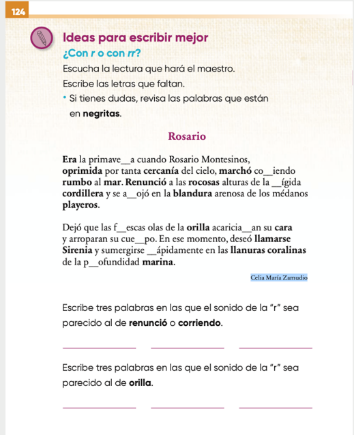 124
Ideas para escribir mejor
¿Con r o con rr?
Escucha la lectura que hará el maestro.
Escribe las letras que faltan.
• Si tienes dudas, revisa las palabras que están
en negritas.
Rosario
Era la primave__a cuando Rosario Montesinos,
oprimida por tanta cercanía del cielo, marchó co__iendo
rumbo al mar. Renunció a las rocosas alturas de la __ígida
cordillera y se a__ojó en la blandura arenosa de los médanos
playeros.
Dejó que las f__escas olas de la orilla acaricia__an su cara
y arroparan su cue__po. En ese momento, deseó llamarse
Sirenia y sumergirse __ápidamente en las llanuras coralinas
de la p__ofundidad marina.
Celia María Zamudio
Escribe tres palabras en las que el sonido de la "r" sea
parecido al de renunció o corriendo.
Escribe tres palabras en las que el sonido de la "r" sea
parecido al de orilla.